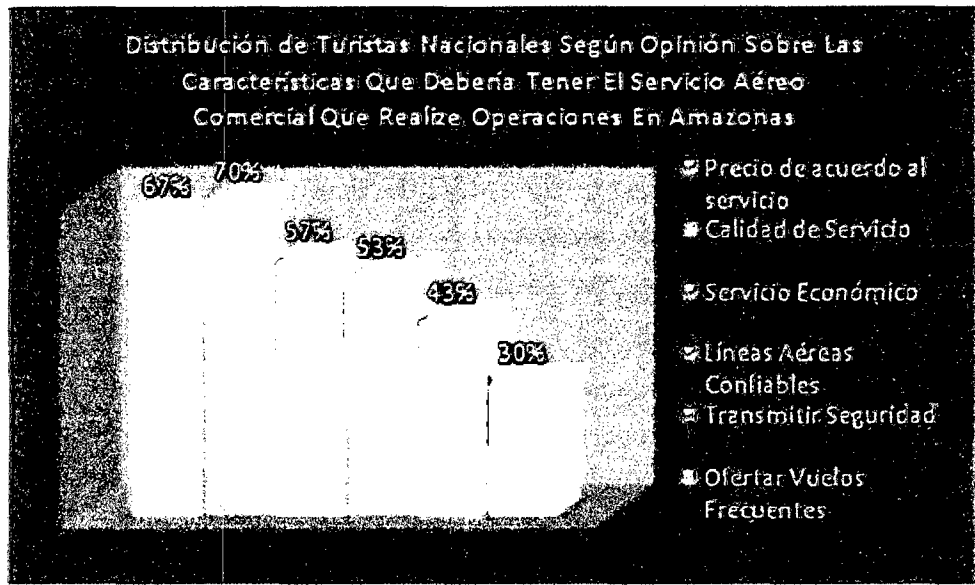 Distribución de Turistas Nacionales Según Opinión Sobre Las
Características Que Debería Tener El Servicio Aéreo
Comercial Que Realize Operaciones En Amazonas
67%
70%
57%
53%
43%
30%
Precio de acuerdo al
servicio
Calidad de Servicio
Servicio Económico
Líneas Aéreas
Confiables
Transmitir Seguridad
Ofertar Vuelos
Frecuentes